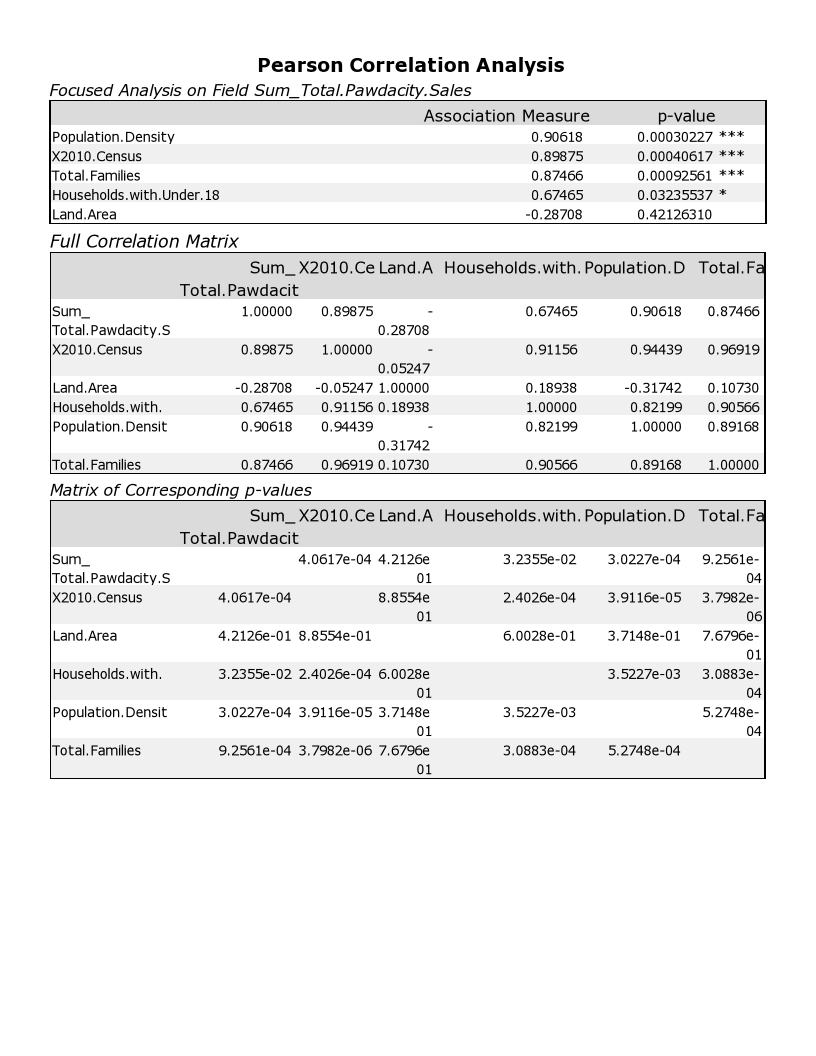 Pearson Correlation Analysis
Focused Analysis on Field Sum_Total.Pawdacity.Sales
Association Measure p-value
Population.Density 0.90618 0.00030227 ***
X2010.Census 0.89875 0.00040617 ***
Total.Families 0.87466 0.00092561 ***
Households.with.Under.18 0.67465 0.03235537 *
Land.Area -0.28708 0.42126310
Full Correlation Matrix
Sum_ X2010.Ce Land.A Households.with. Population.D Total.Fa
Total.Pawdacit
Sum_ 1.00000 0.89875 - 0.67465 0.90618 0.87466
Total.Pawdacity.S 0.28708
X2010.Census 0.89875 1.00000 - 0.91156 0.94439 0.96919
0.05247
Land.Area -0.28708 -0.05247 1.00000 0.18938 -0.31742 0.10730
Households.with. 0.67465 0.91156 0.18938 1.00000 0.82199 0.90566
Population.Densit 0.90618 0.94439 - 0.82199 1.00000 0.89168
0.31742
Total.Families 0.87466 0.96919 0.10730 0.90566 0.89168 1.00000
Matrix of Corresponding p-values
Sum_ X2010.Ce Land.A Households.with. Population.D Total.Fa
Total.Pawdacit
Sum_ 4.0617e-04 4.2126e 3.2355e-02 3.0227e-04 9.2561e-
Total.Pawdacity.S 01 04
X2010.Census 4.0617e-04 8.8554e 2.4026e-04 3.9116e-05 3.7982e-
01 06
Land.Area 4.2126e-01 8.8554e-01 6.0028e-01 3.7148e-01 7.6796e-
01
Households.with. 3.2355e-02 2.4026e-04 6.0028e 3.5227e-03 3.0883e-
01 04
Population.Densit 3.0227e-04 3.9116e-05 3.7148e 3.5227e-03 5.2748e-
01 04
Total.Families 9.2561e-04 3.7982e-06 7.6796e 3.0883e-04 5.2748e-04
01